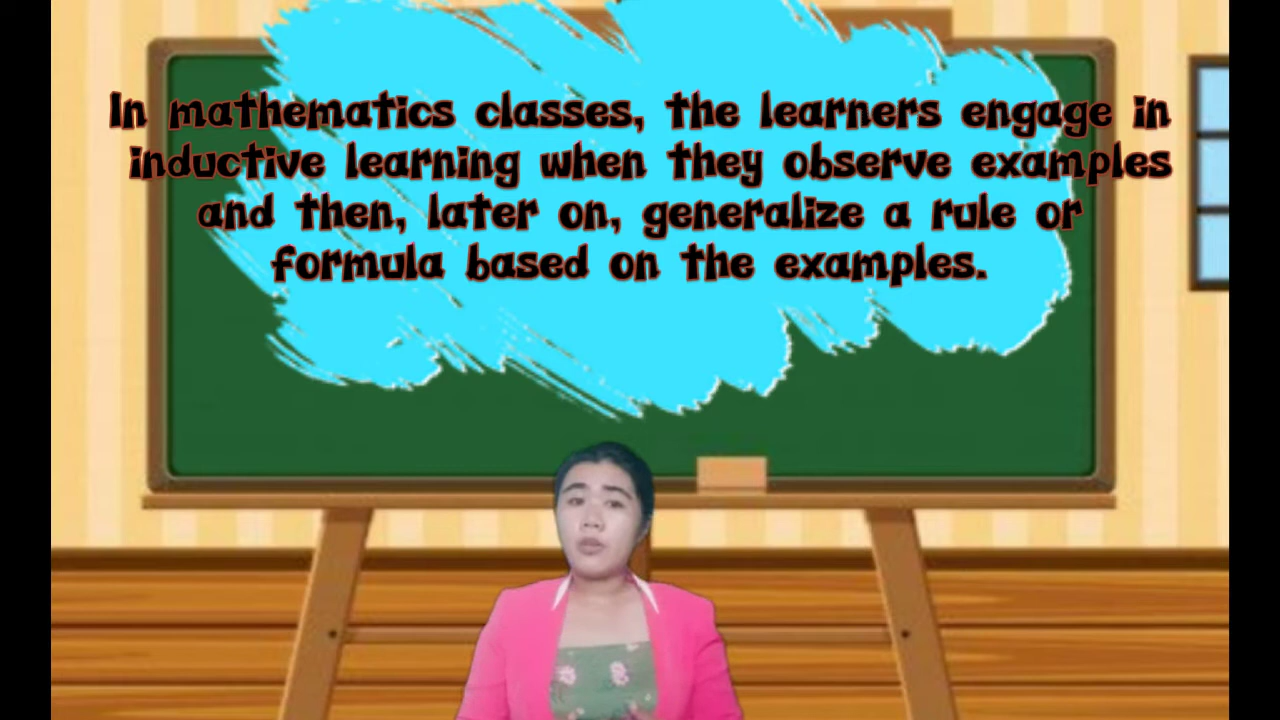 In mathematics classes, the learners engage in
inductive learning when they observe examples
and then, later on, generalize a rule or
formula based on the examples.